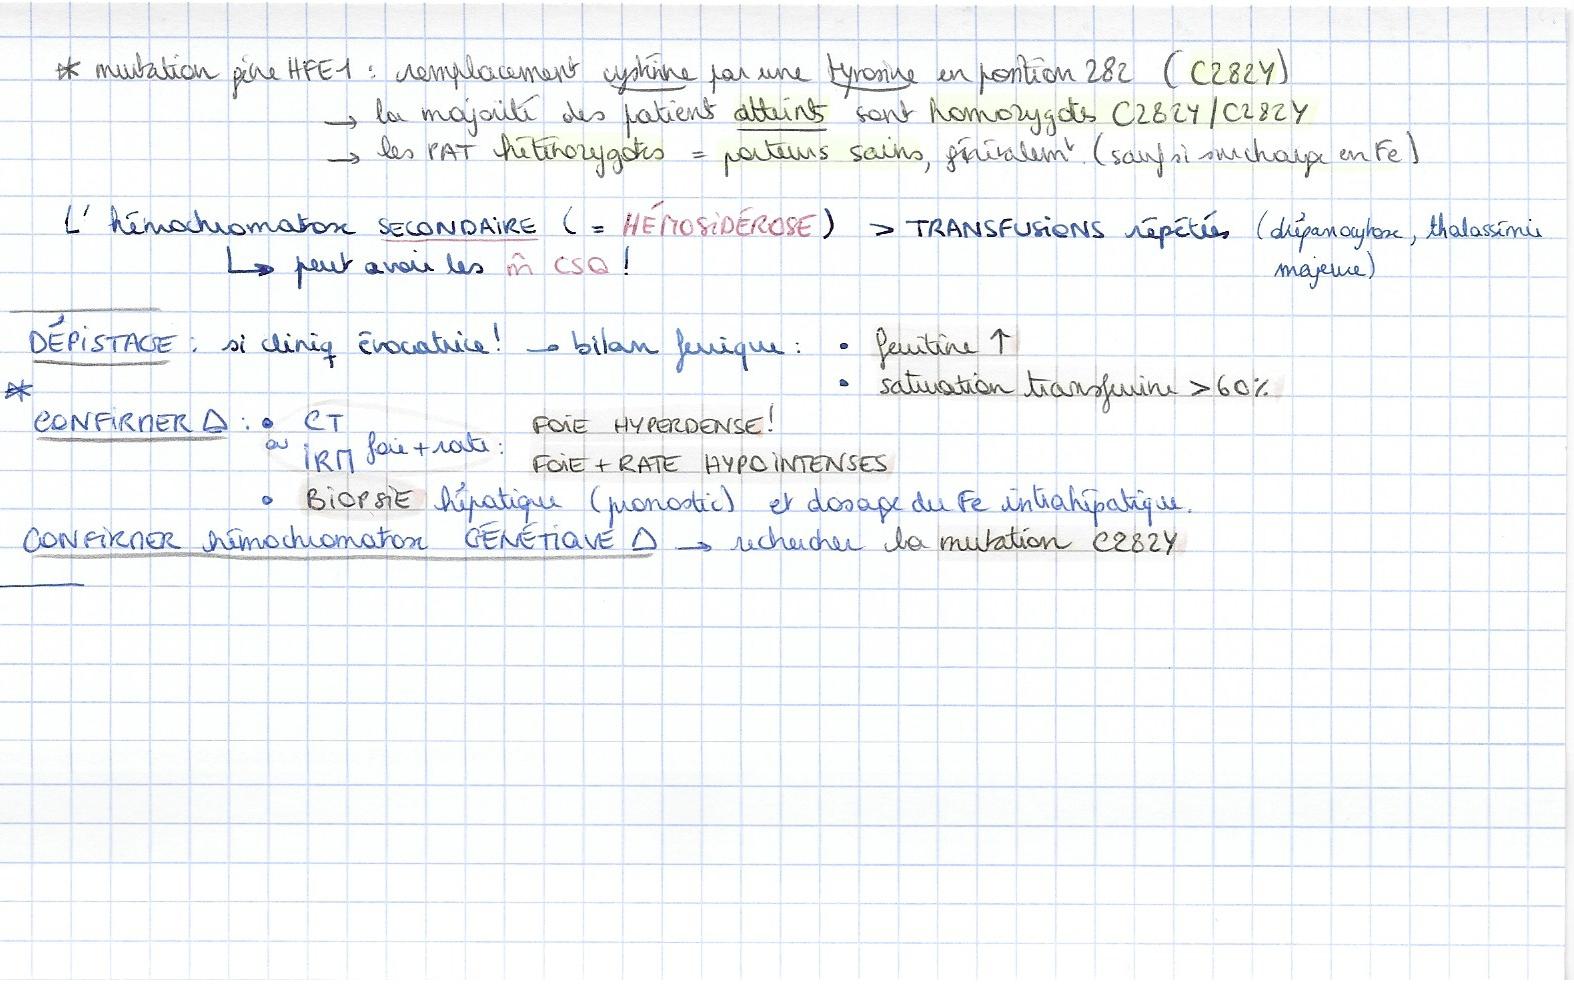 * mutation gène HFE1 : remplacement cystéine par une tyrosine en position 282 (C282Y)
→ la majorité des patients atteints sont homozygots C282Y/C282Y
→ les PAT hétérozygots = porteurs sains, généralemt (sauf si surcharge en Fe)
L' hémochromatose SECONDAIRE (= HÉMOSIDÉROSE) > TRANSFUSIONS répétées (drépanocytose, thalassémie
majeure)
↳ peut avoir les m̂ CSQ !
DÉPISTAGE : si cliniq évocatrice! → bilan ferrique : • ferritine ↑
• saturation transferrine > 60%
*
CONFIRMER Δ : • CT FOIE HYPERDENSE!
ou IRM foie + rate : FOIE + RATE HYPOINTENSES
• BIOPSIE hépatique (pronostic) et dosage du Fe intrahépatique.
CONFIRMER hémochromatose GÉNÉTIQUE Δ → rechercher la mutation C282Y